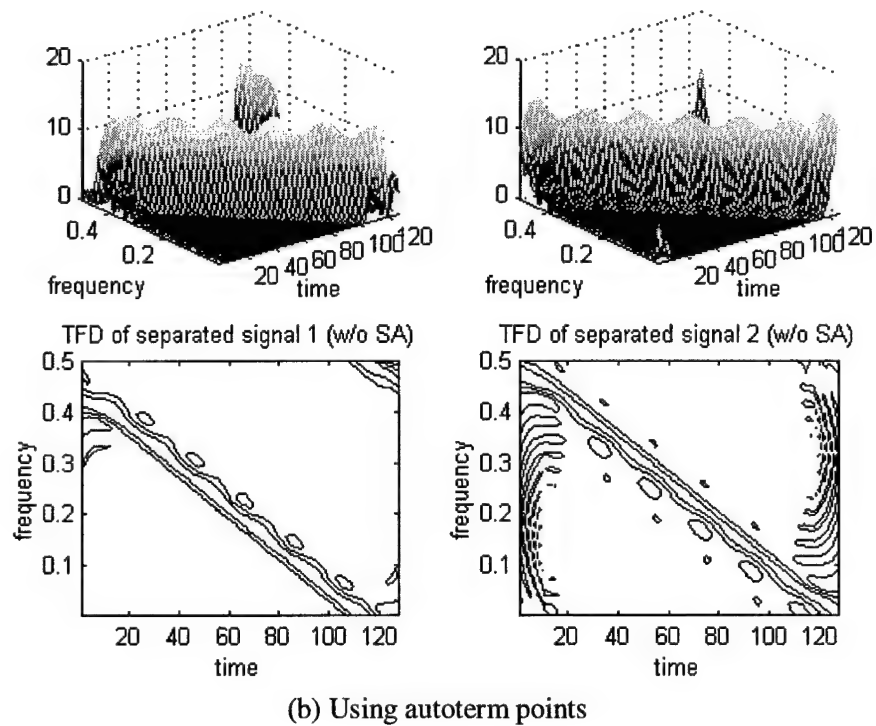 20
10
0
0.4
0.2
frequency
20 40 60 80 100 120
time
20
10
0
0.4
0.2
frequency
20 40 60 80 100 120
time
TFD of separated signal 1 (w/o SA)
0.5
0.4
0.3
0.2
0.1
frequency
20 40 60 80 100 120
time
TFD of separated signal 2 (w/o SA)
0.5
0.4
0.3
0.2
0.1
frequency
20 40 60 80 100 120
time
(b) Using autoterm points